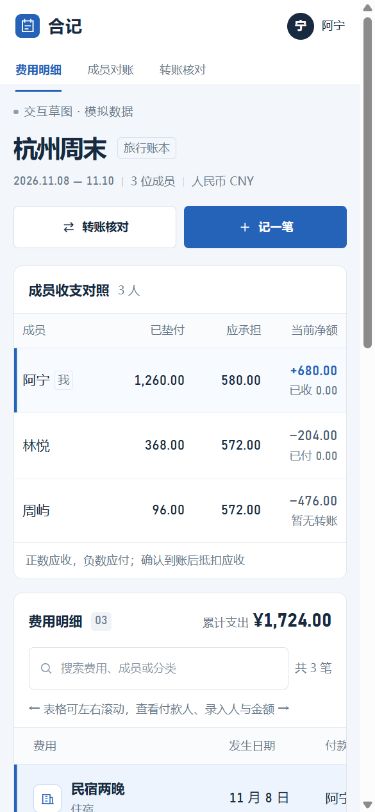 合记
宁 阿宁
费用明细 成员对账 转账核对
交互草图 · 模拟数据
杭州周末 旅行账本
2026.11.08 — 11.10 | 3 位成员 | 人民币 CNY
⇄ 转账核对 + 记一笔
成员收支对照 3 人
成员 已垫付 应承担 当前净额
阿宁 我 1,260.00 580.00 +680.00
已收 0.00
林悦 368.00 572.00 −204.00
已付 0.00
周屿 96.00 572.00 −476.00
暂无转账
正数应收，负数应付；确认到账后抵扣应收
费用明细 03 累计支出 ¥1,724.00
搜索费用、成员或分类 共 3 笔
← 表格可左右滚动，查看付款人、录入人与金额 →
费用 发生日期 付款
民宿两晚 11 月 8 日 阿宁
住宿